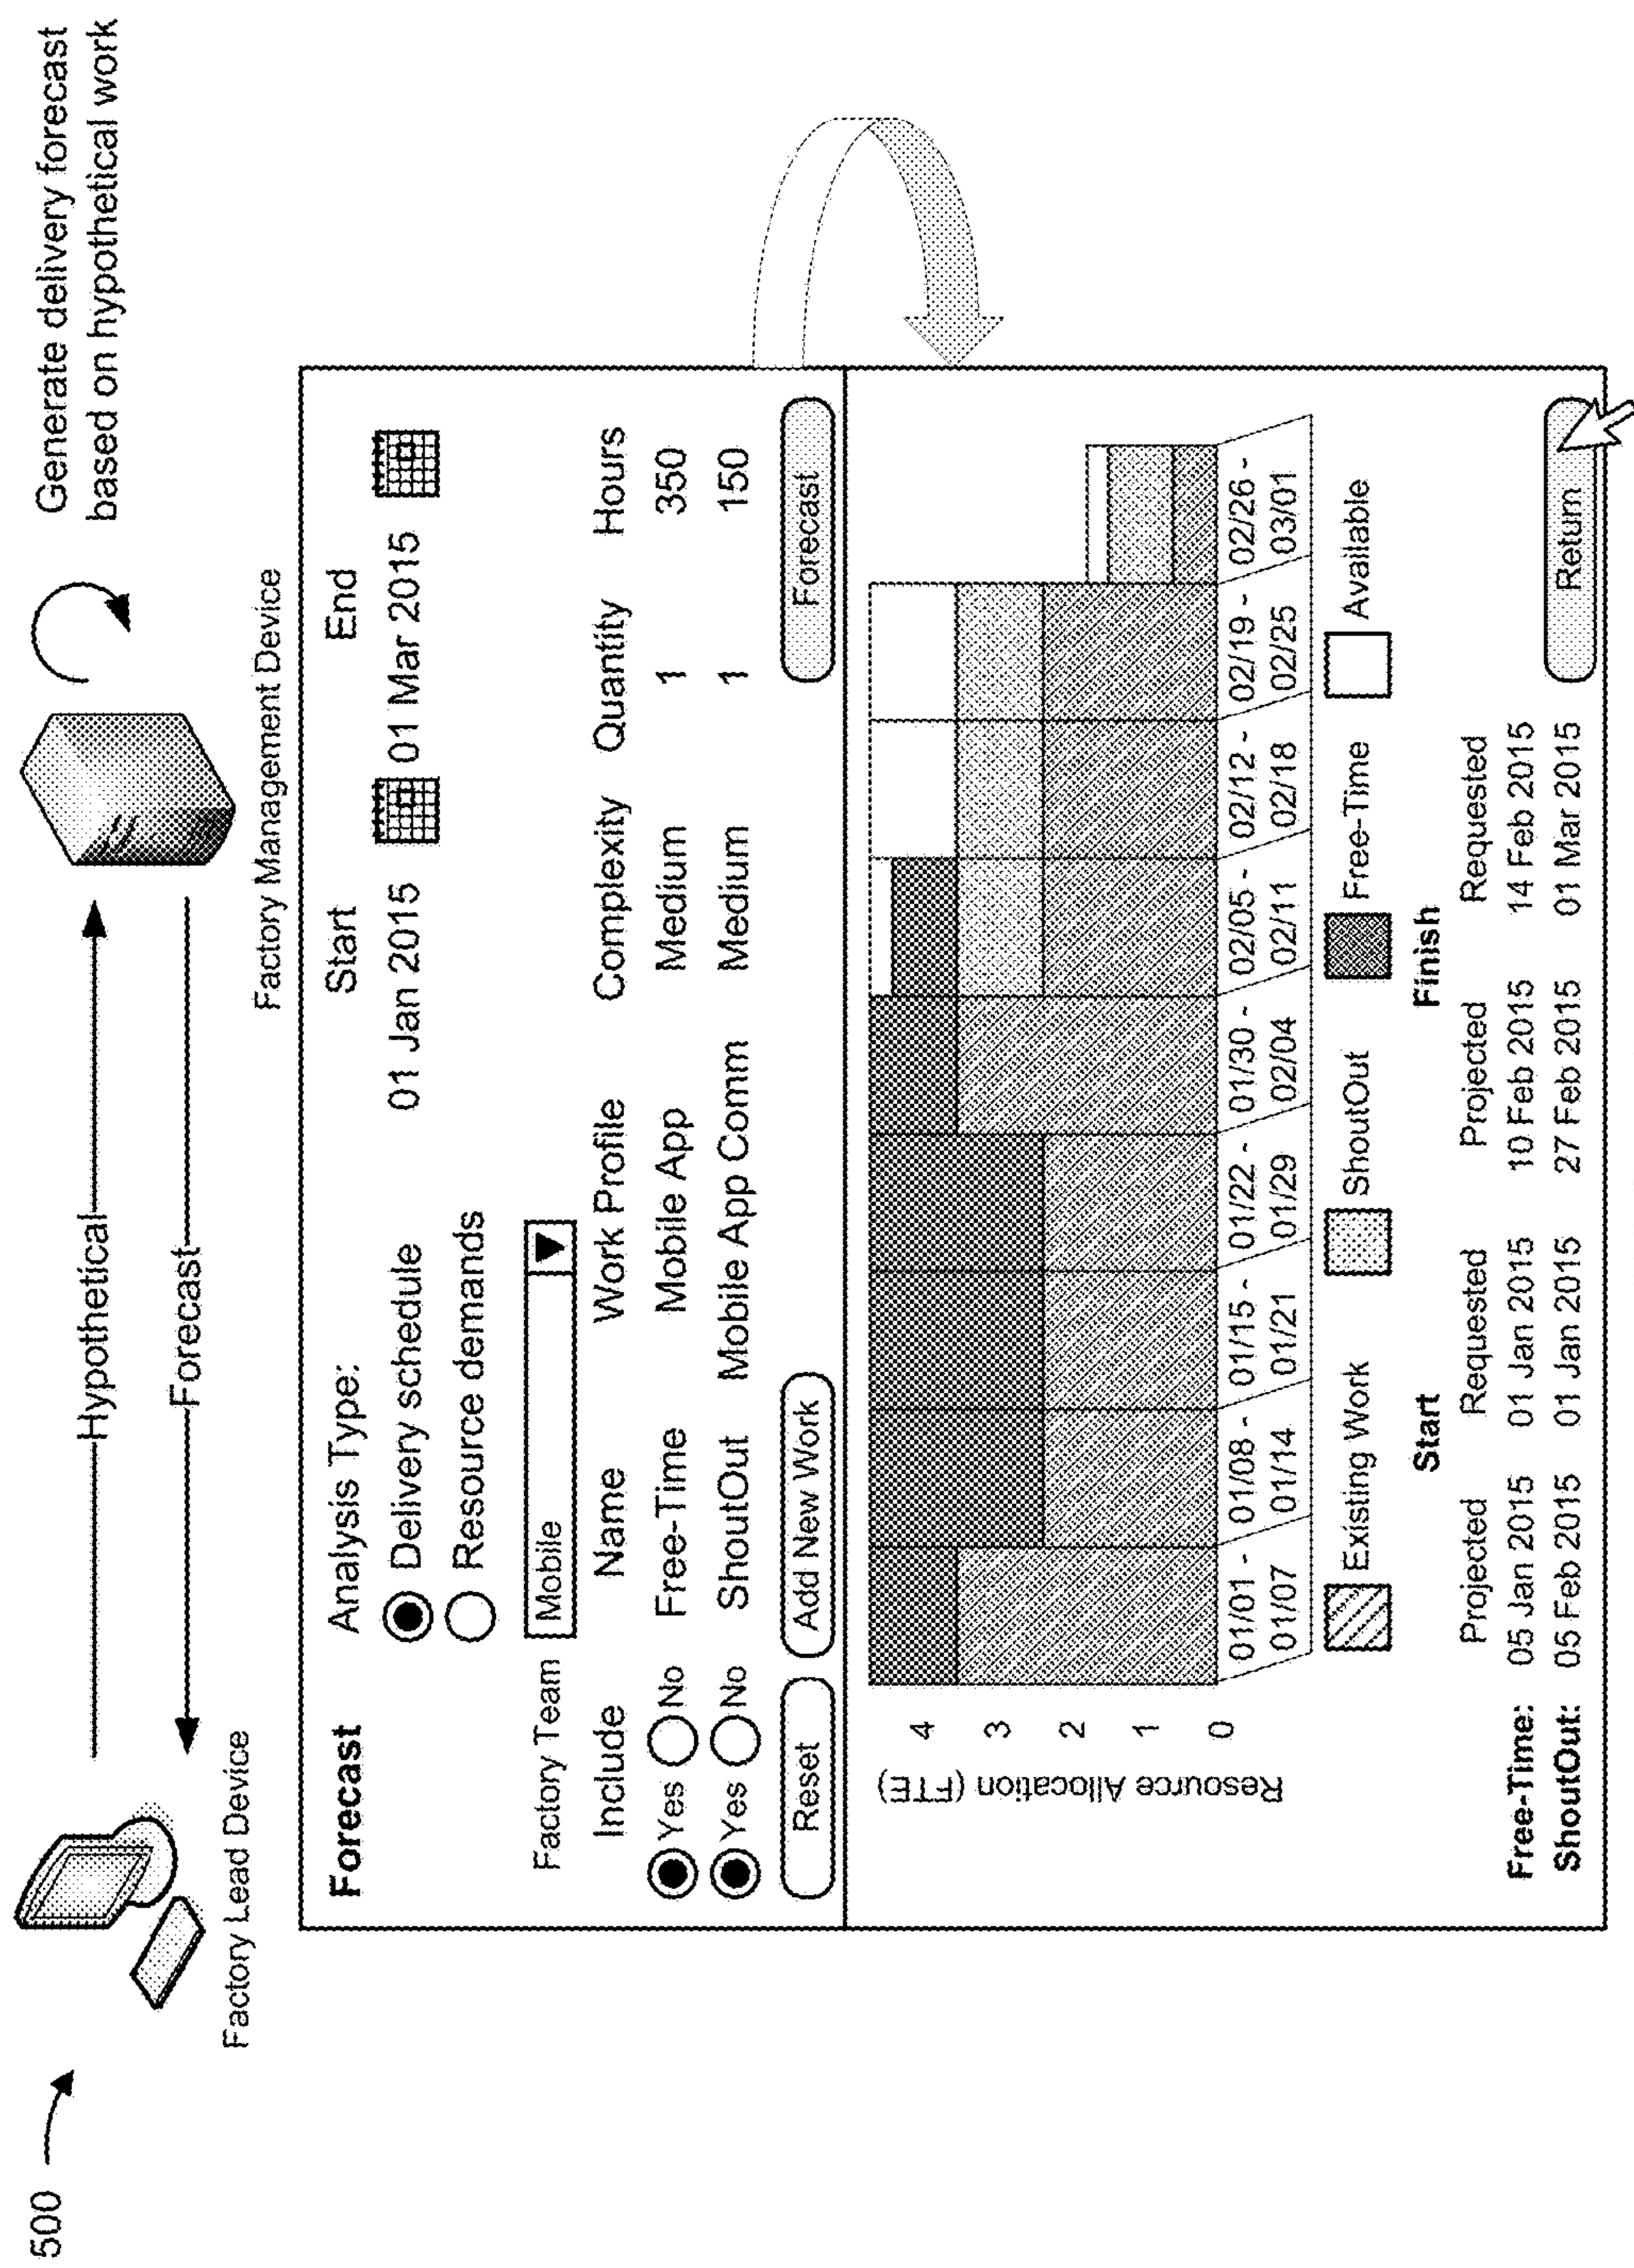 500
Hypothetical
Forecast
Generate delivery forecast
based on hypothetical work
Factory Lead Device
Factory Management Device
Forecast
Analysis Type:
Start
End
Delivery schedule
01 Jan 2015
01 Mar 2015
Resource demands
Factory Team
Mobile
Include Name Work Profile Complexity Quantity Hours
Yes No Free-Time Mobile App Medium 1 350
Yes No ShoutOut Mobile App Comm Medium 1 150
Reset
Add New Work
Forecast
Resource Allocation (FTE)
4
3
2
1
0
01/01 - 01/08 - 01/15 - 01/22 - 01/30 - 02/05 - 02/12 - 02/19 - 02/26 -
01/07 01/14 01/21 01/29 02/04 02/11 02/18 02/25 03/01
Existing Work ShoutOut Free-Time Available
Start Finish
Projected Requested Projected Requested
Free-Time: 05 Jan 2015 01 Jan 2015 10 Feb 2015 14 Feb 2015
ShoutOut: 05 Feb 2015 01 Jan 2015 27 Feb 2015 01 Mar 2015
Return